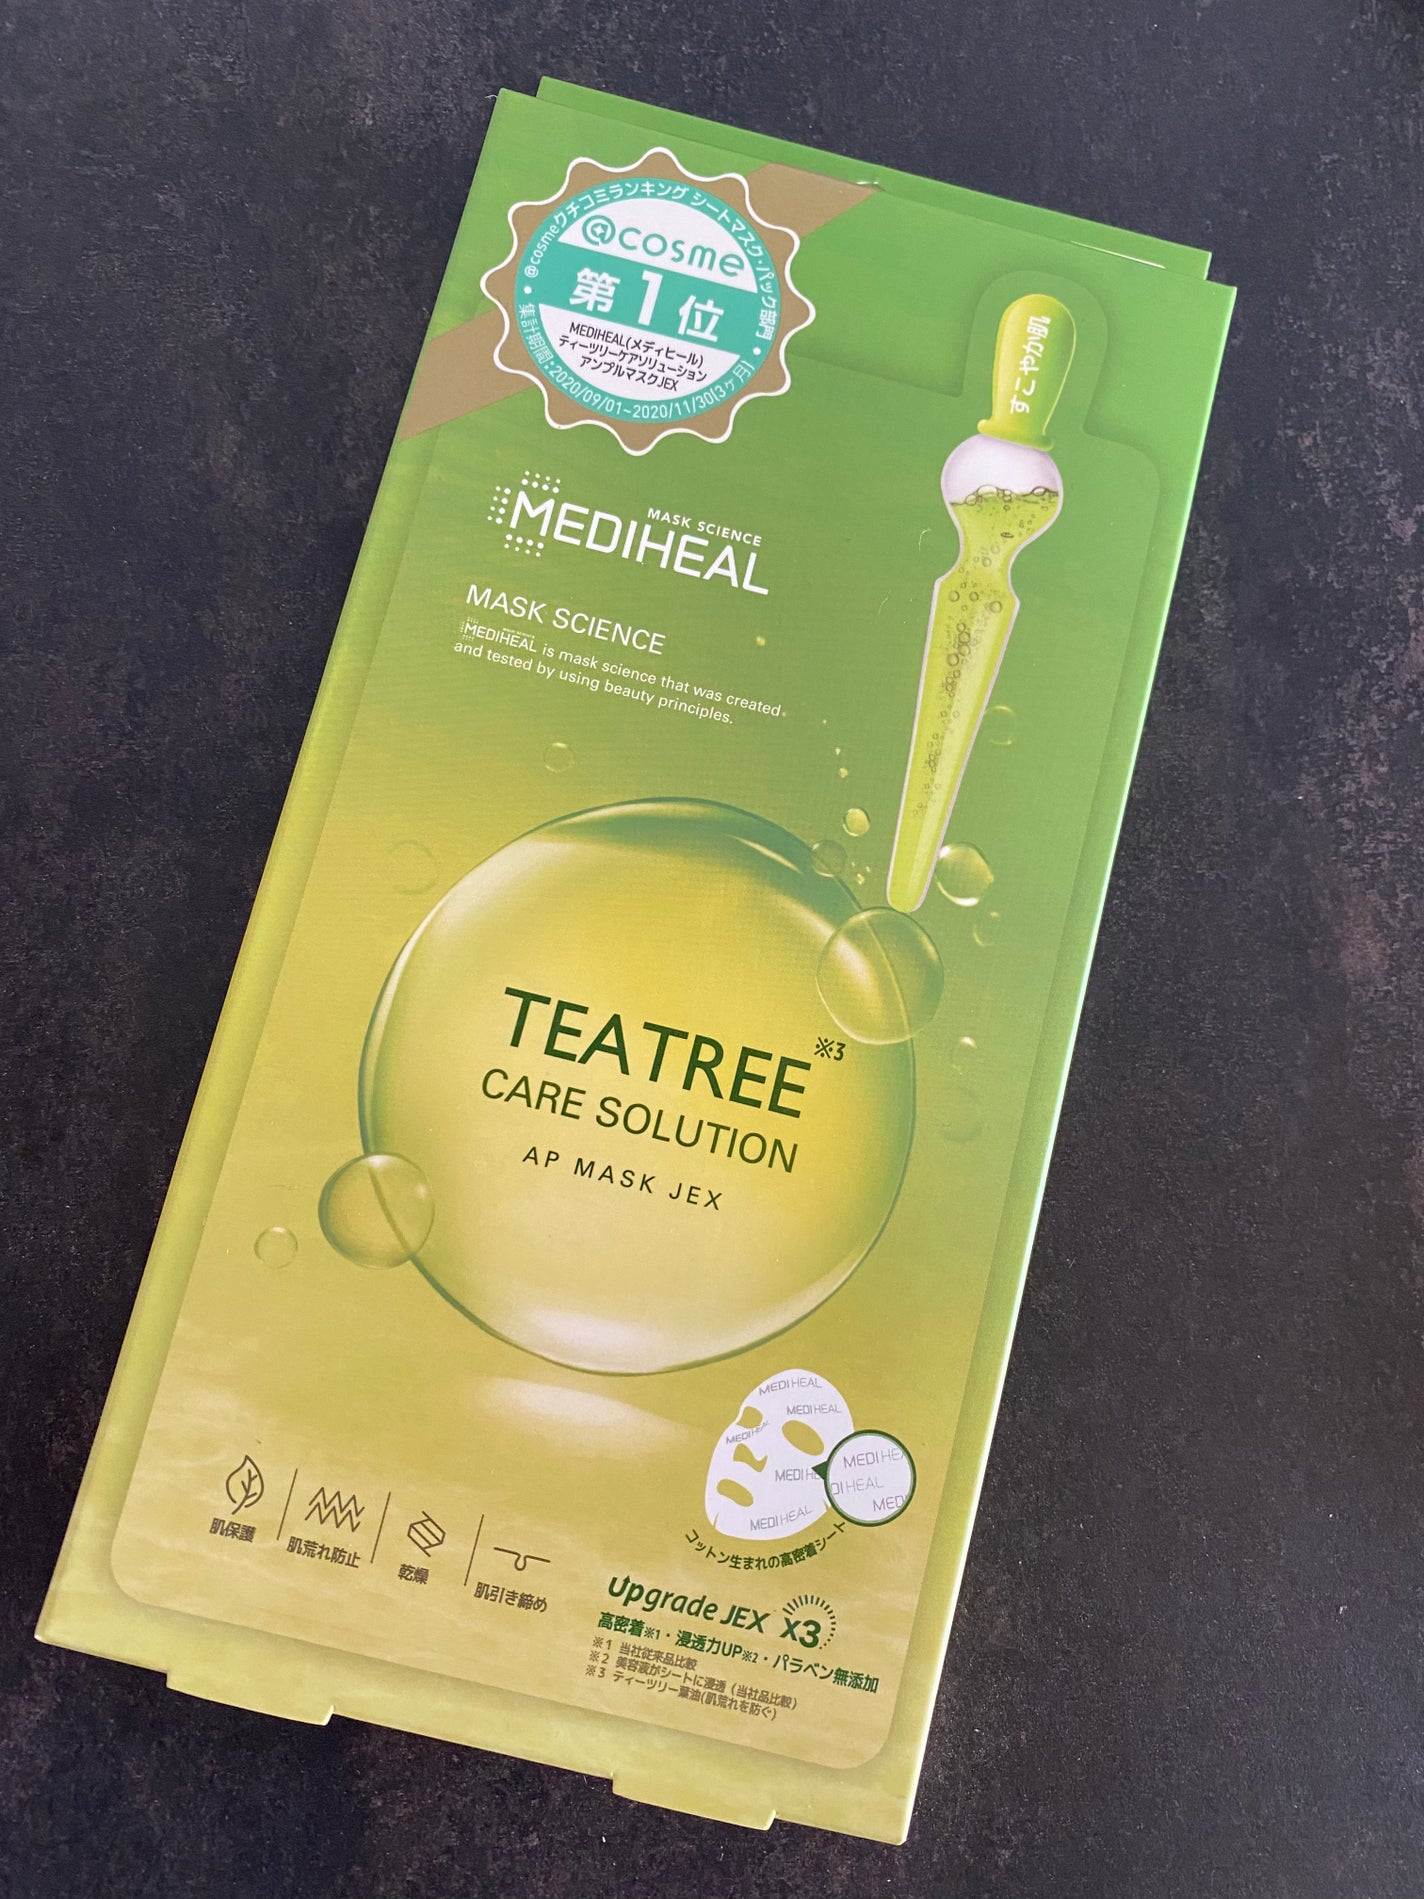 @cosmeクチコミランキング シートマスク・パック部門
@cosme
第1位
MEDIHEAL(メディヒール)
ティーツリーケアソリューション
アンプルマスクJEX
集計期間:2020/09/01~2020/11/30(3ヶ月)
すこやか肌
MASK SCIENCE
MEDIHEAL
MASK SCIENCE
MEDIHEAL is mask science that was created
and tested by using beauty principles.
TEATREE※3
CARE SOLUTION
AP MASK JEX
MEDIHEAL
MEDIHEAL
MEDIHEAL
MEDIHE
MEDIHEAL
MEDIHE
DIHEAL
MEDI
コットン生まれの高密着シート
肌保護
肌荒れ防止
乾燥
肌引き締め
Upgrade JEX X3
高密着※1・浸透力UP※2・パラベン無添加
※1 当社従来品比較
※2 美容液がシートに浸透(当社品比較)
※3 ティーツリー葉油(肌荒れを防ぐ)